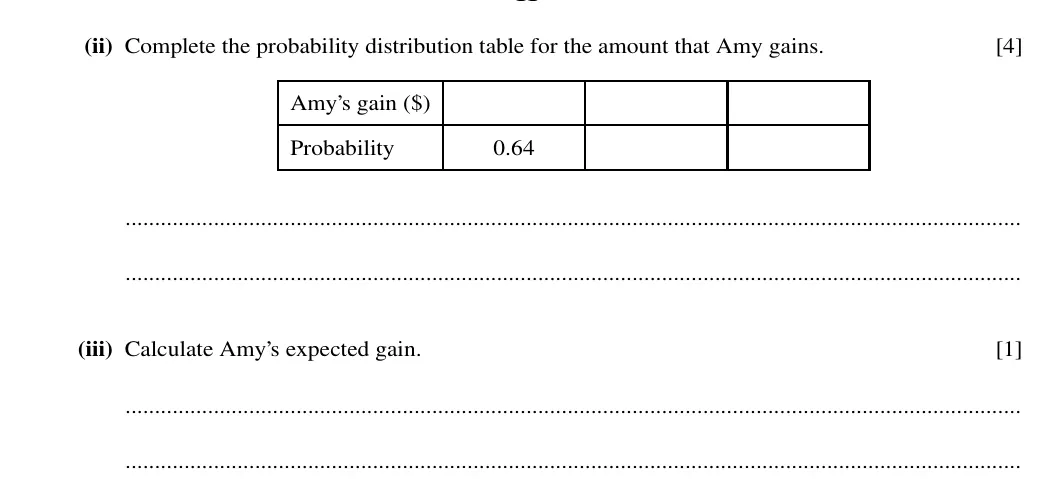 (ii) Complete the probability distribution table for the amount that Amy gains. [4]
Amy's gain ($)
Probability 0.64
(iii) Calculate Amy's expected gain. [1]